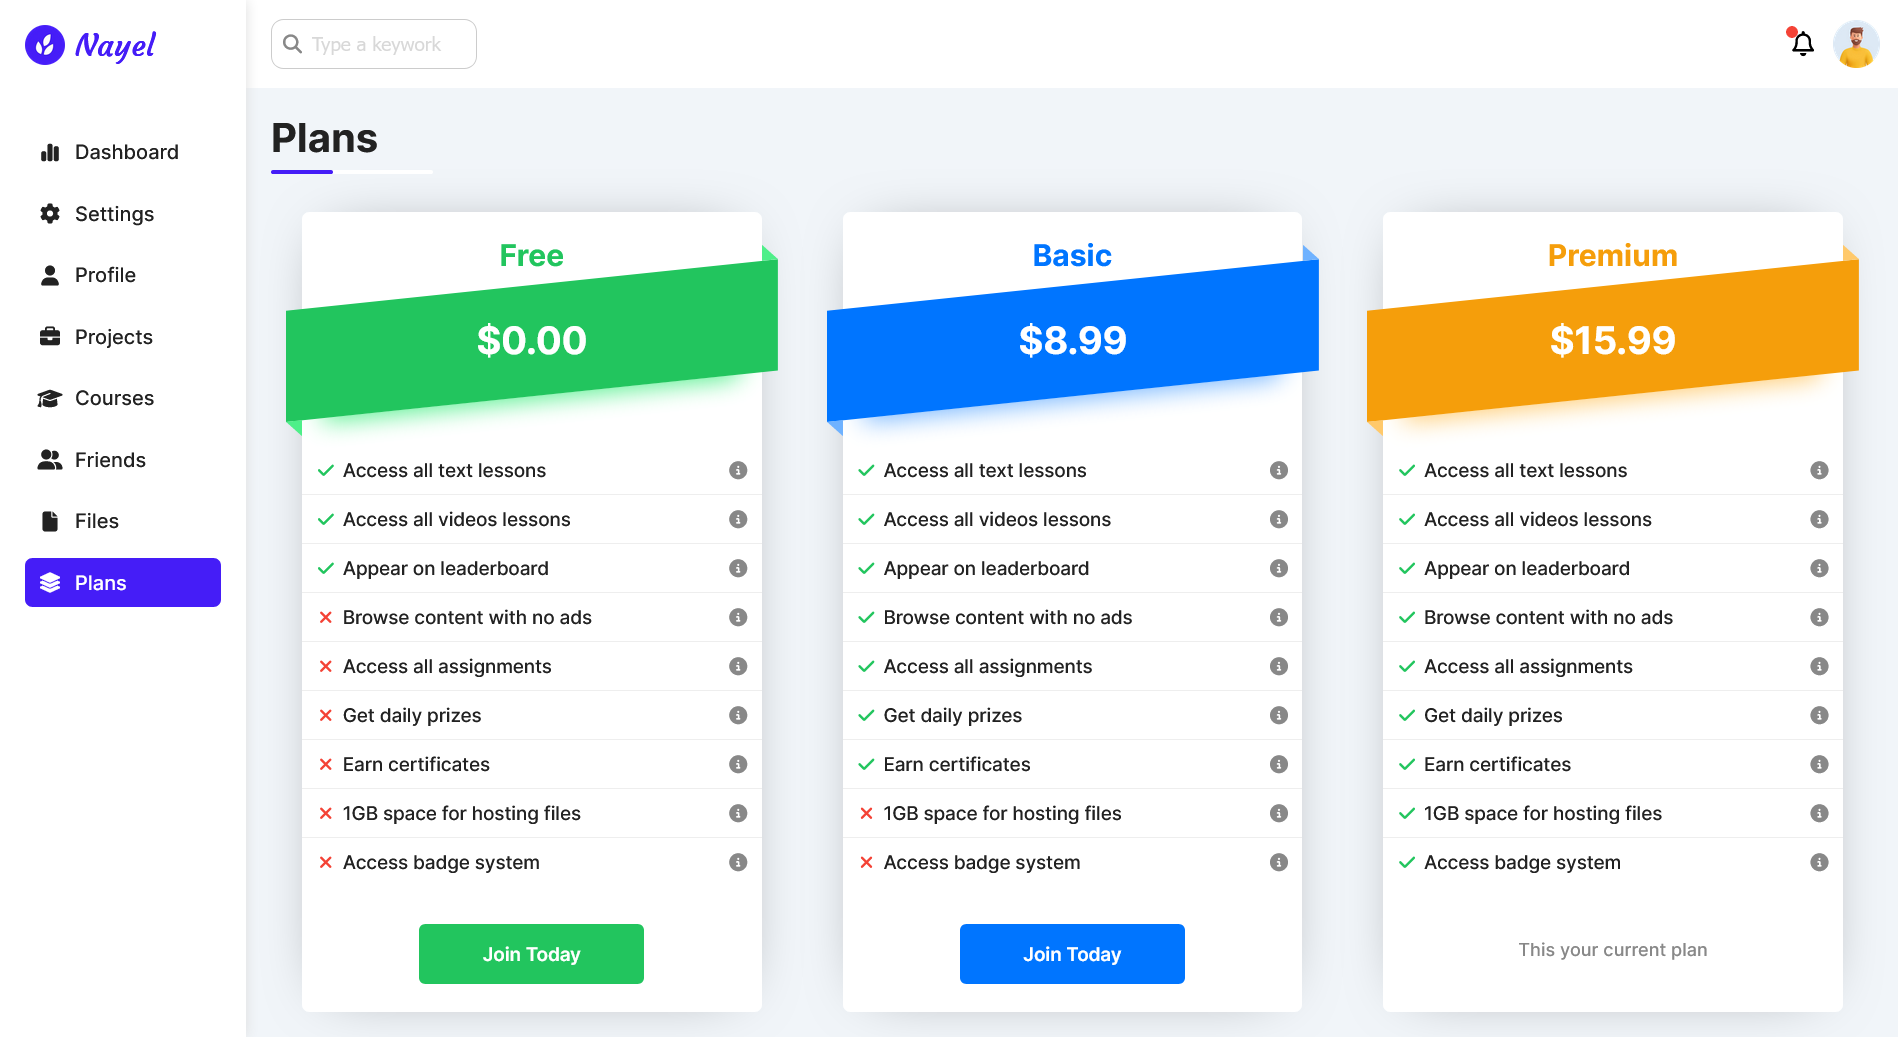 Nayel
Type a keywork
Dashboard
Settings
Profile
Projects
Courses
Friends
Files
Plans
Plans
Free
$0.00
Access all text lessons
Access all videos lessons
Appear on leaderboard
Browse content with no ads
Access all assignments
Get daily prizes
Earn certificates
1GB space for hosting files
Access badge system
Join Today
Basic
$8.99
Access all text lessons
Access all videos lessons
Appear on leaderboard
Browse content with no ads
Access all assignments
Get daily prizes
Earn certificates
1GB space for hosting files
Access badge system
Join Today
Premium
$15.99
Access all text lessons
Access all videos lessons
Appear on leaderboard
Browse content with no ads
Access all assignments
Get daily prizes
Earn certificates
1GB space for hosting files
Access badge system
This your current plan